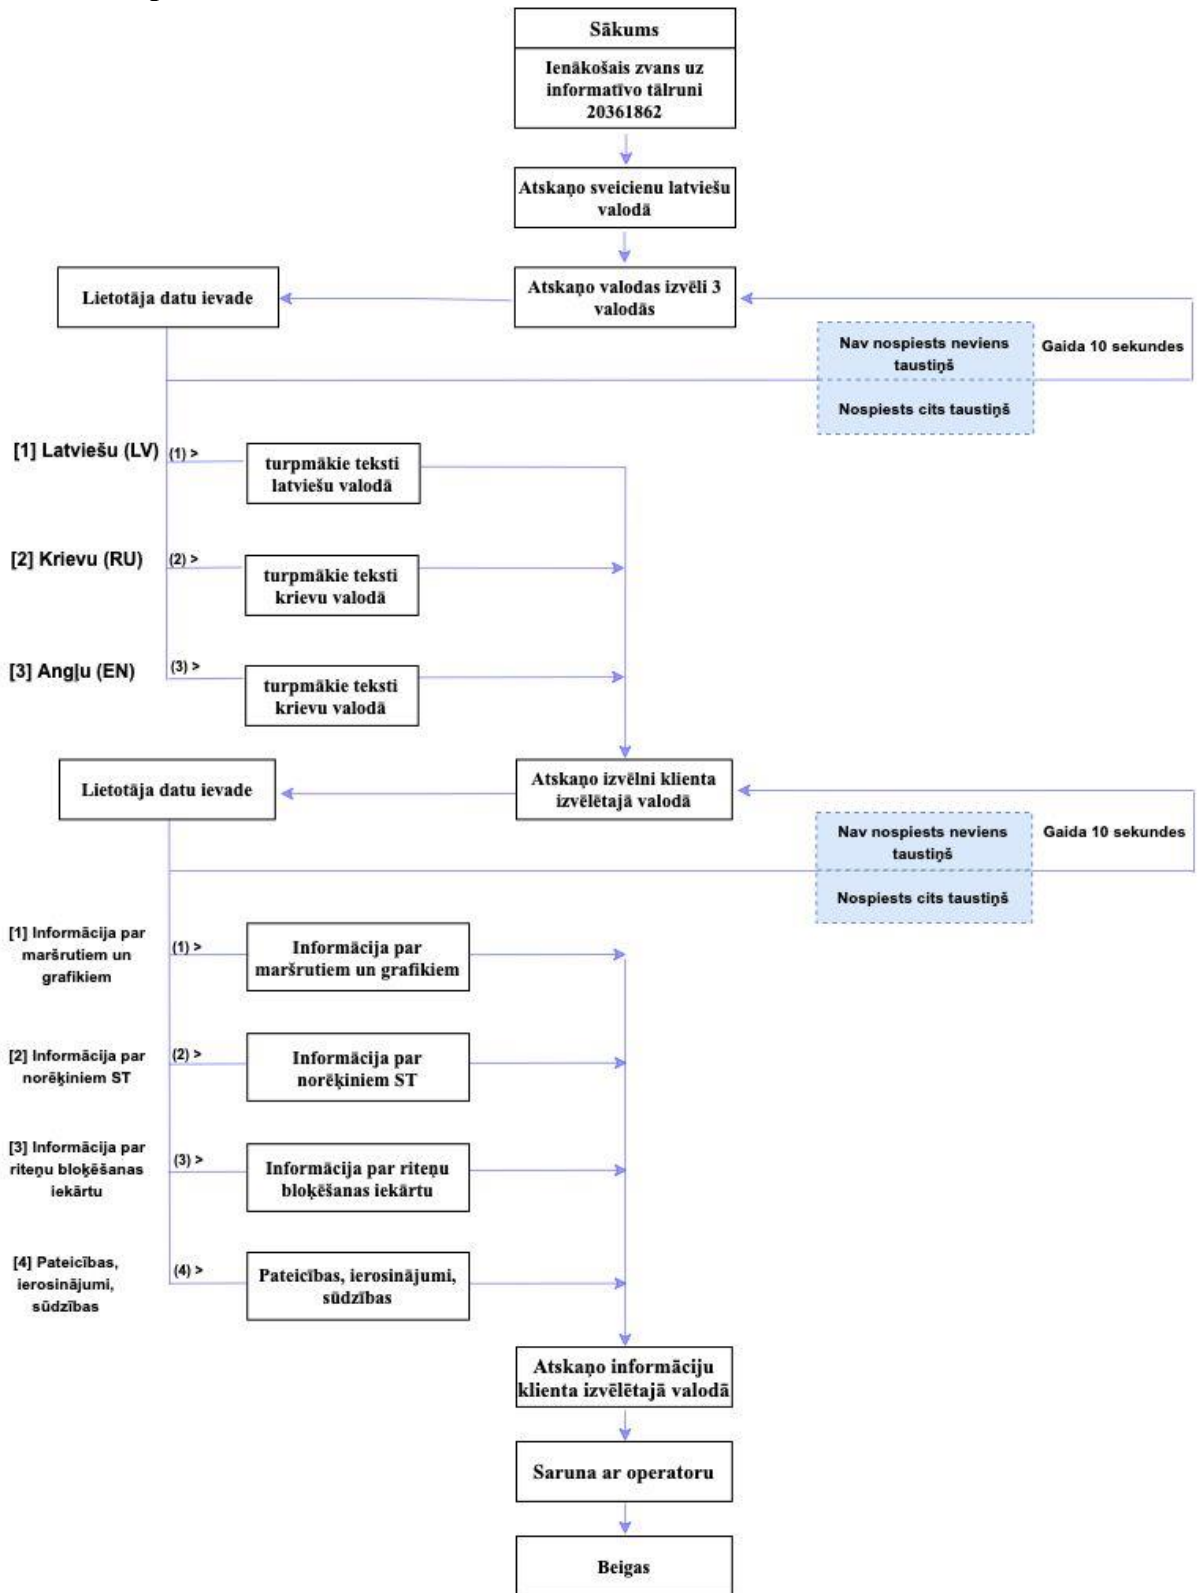 Sākums
Ienākošais zvans uz
informatīvo tālruni
20361862
Atskaņo sveicienu latviešu
valodā
Lietotāja datu ievade
Atskaņo valodas izvēli 3
valodās
Nav nospiests neviens
taustiņš
Gaida 10 sekundes
Nospiests cits taustiņš
[1] Latviešu (LV)
(1) >
turpmākie teksti
latviešu valodā
[2] Krievu (RU)
(2) >
turpmākie teksti
krievu valodā
[3] Angļu (EN)
(3) >
turpmākie teksti
krievu valodā
Lietotāja datu ievade
Atskaņo izvēlni klienta
izvēlētajā valodā
Nav nospiests neviens
taustiņš
Gaida 10 sekundes
Nospiests cits taustiņš
[1] Informācija par
maršrutiem un
grafikiem
(1) >
Informācija par
maršrutiem un grafikiem
[2] Informācija par
norēķiniem ST
(2) >
Informācija par
norēķiniem ST
[3] Informācija par
riteņu bloķēšanas
iekārtu
(3) >
Informācija par riteņu
bloķēšanas iekārtu
[4] Pateicības,
ierosinājumi,
sūdzības
(4) >
Pateicības, ierosinājumi,
sūdzības
Atskaņo informāciju
klienta izvēlētajā valodā
Saruna ar operatoru
Beigas